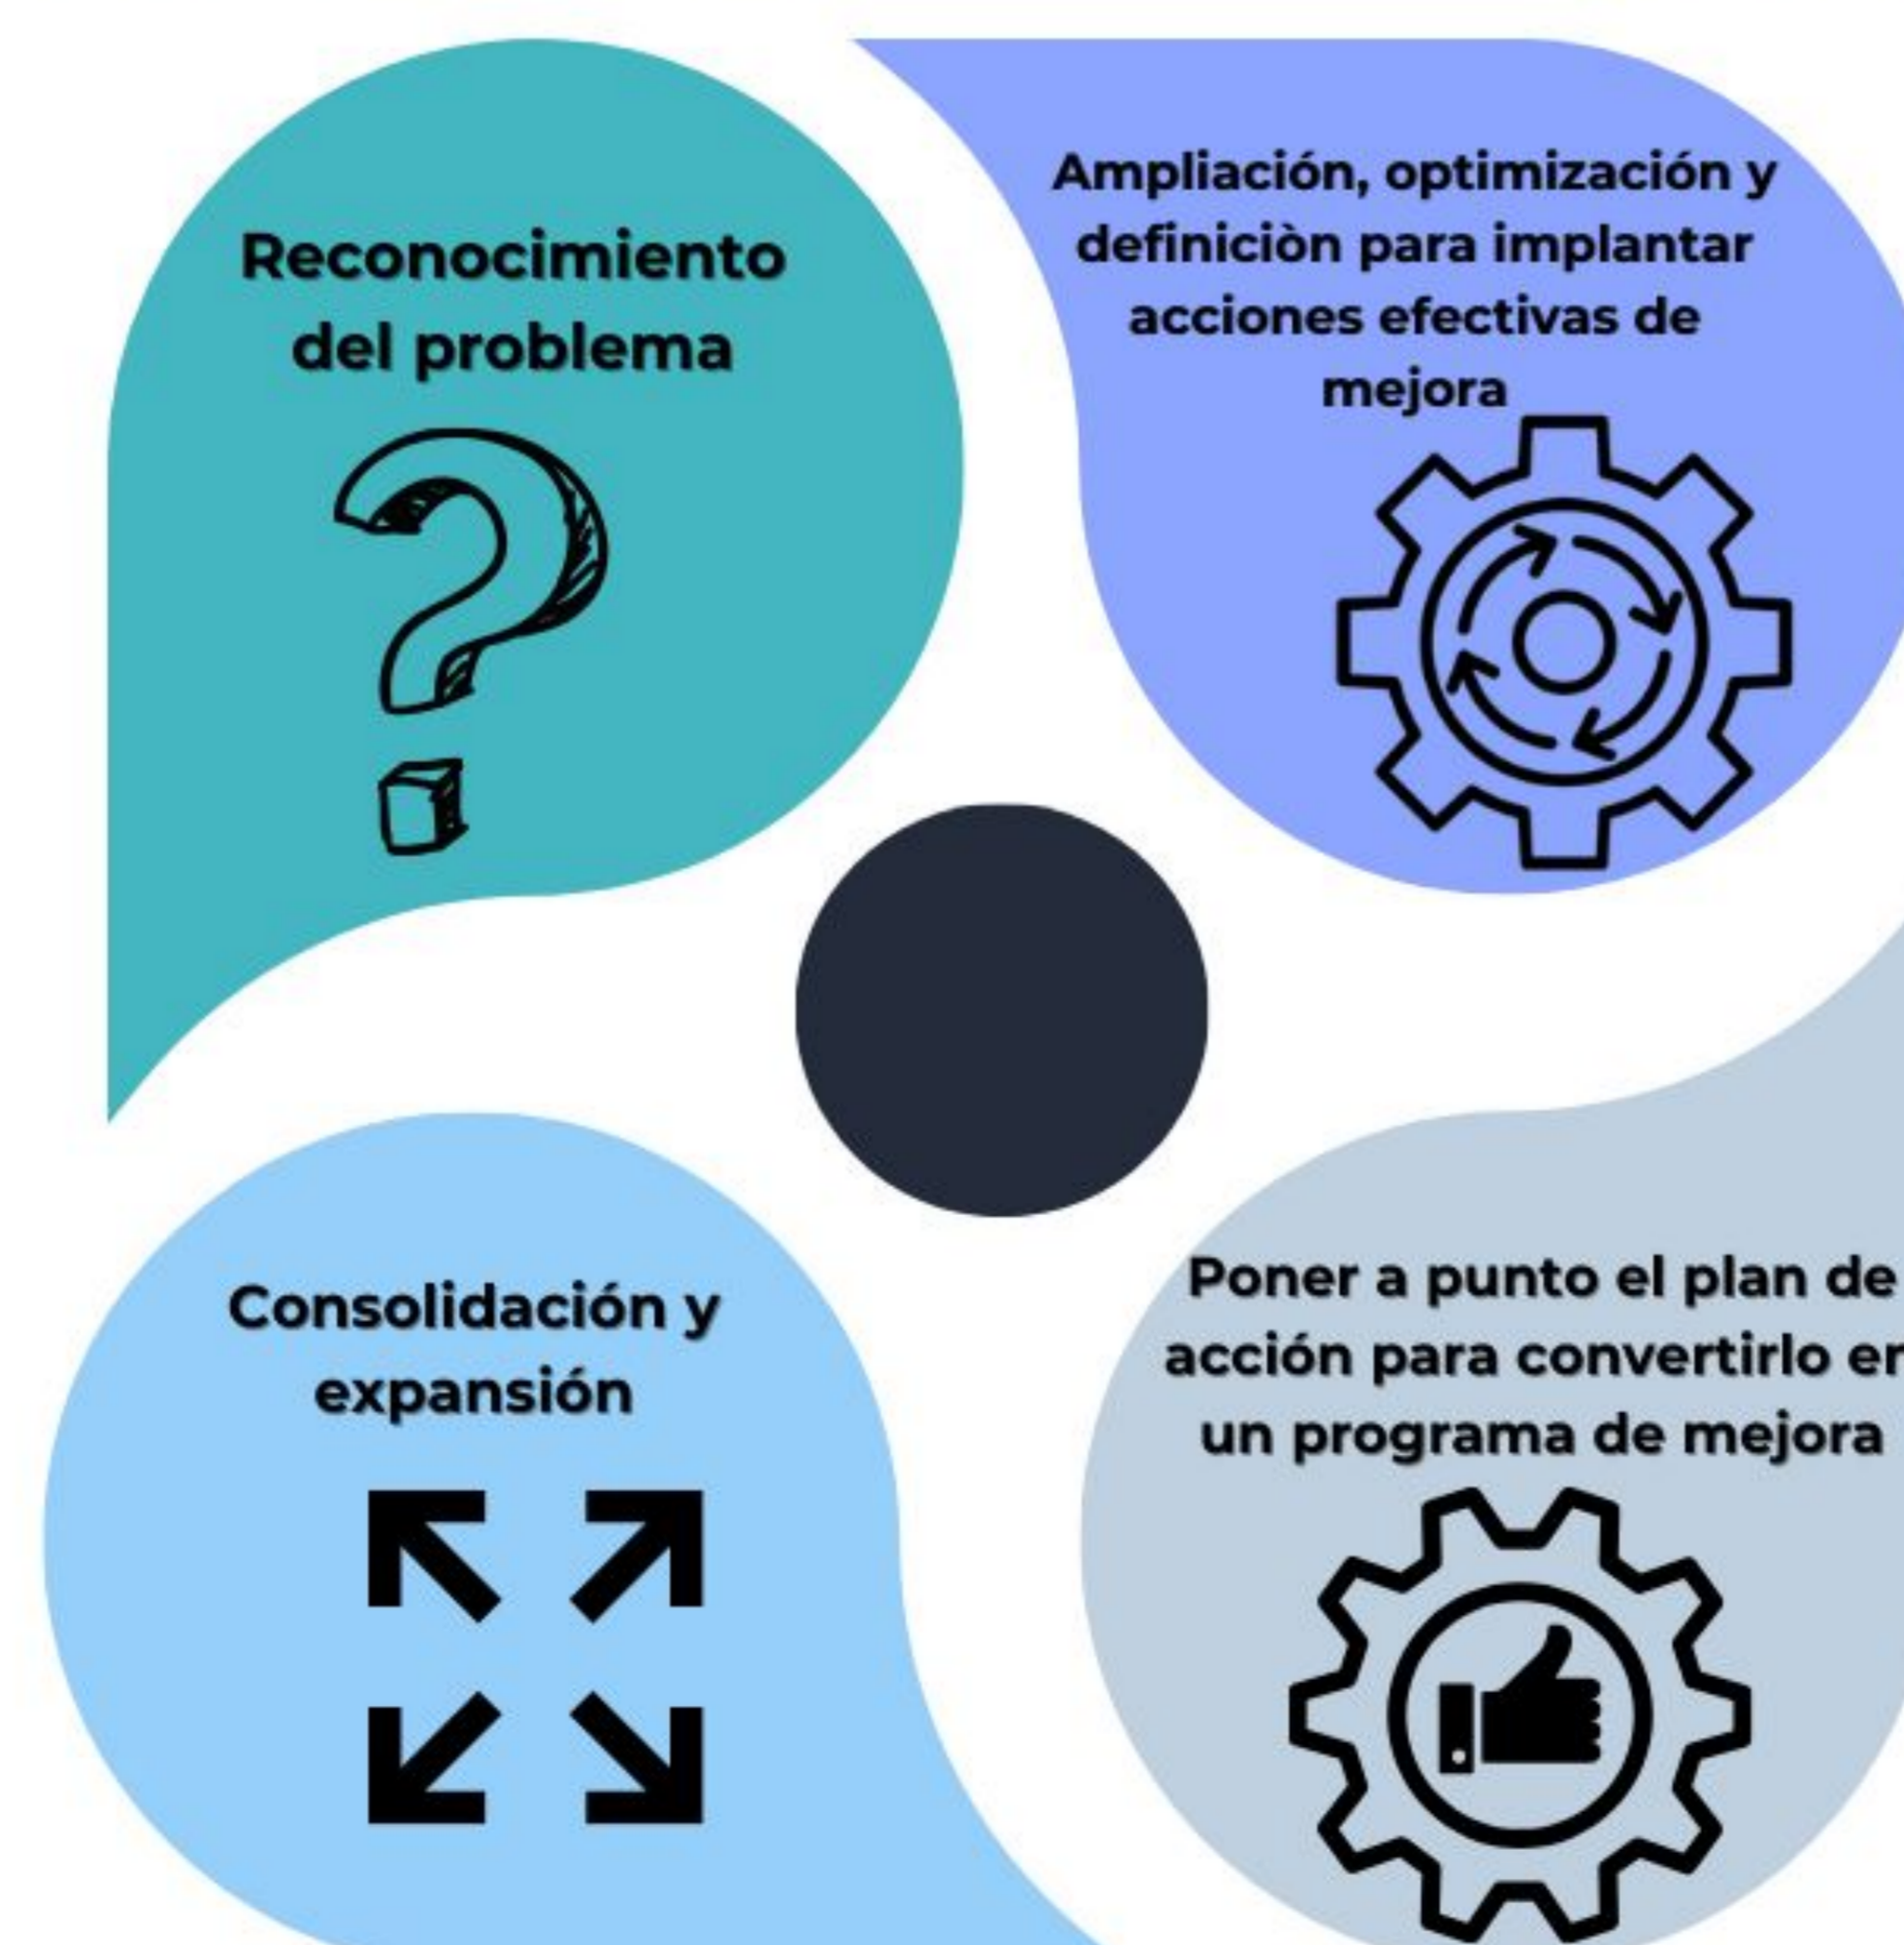 Reconocimiento
del problema
Ampliación, optimización y
definiciòn para implantar
acciones efectivas de
mejora
Consolidación y
expansión
Poner a punto el plan de
acción para convertirlo en
un programa de mejora